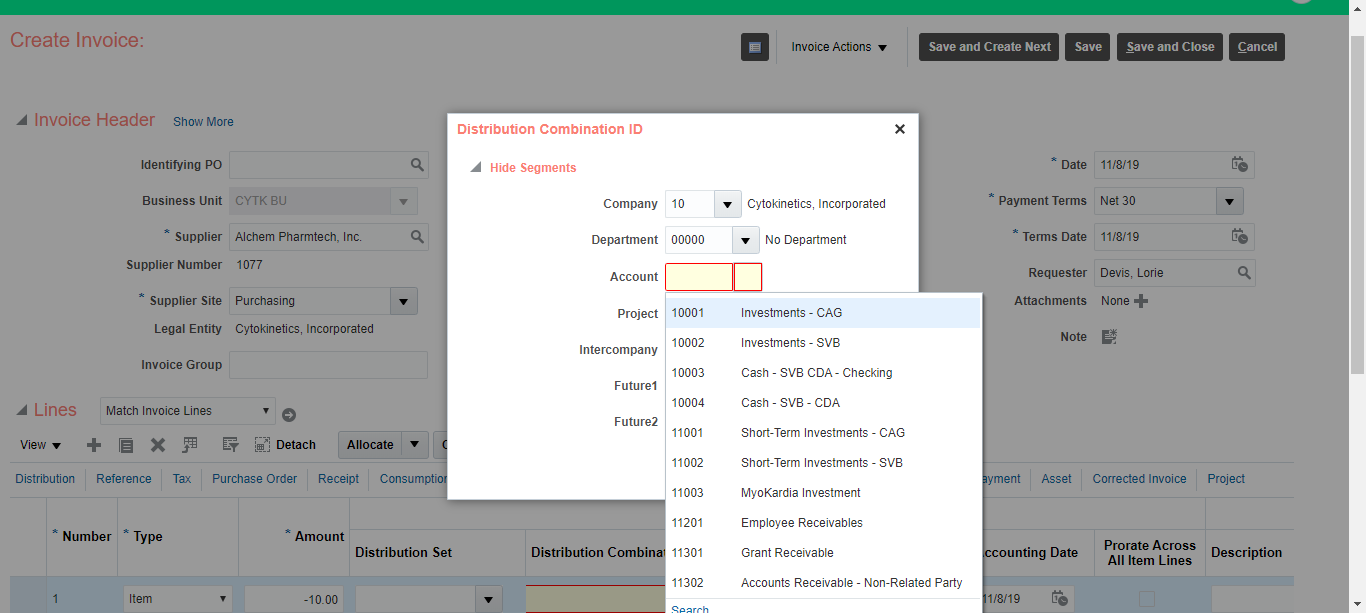 Create Invoice:
Invoice Actions
Save and Create Next
Save
Save and Close
Cancel
Invoice Header
Show More
Identifying PO
Business Unit CYTK BU
* Supplier Alchem Pharmtech, Inc.
Supplier Number 1077
* Supplier Site Purchasing
Legal Entity Cytokinetics, Incorporated
Invoice Group
Distribution Combination ID
Hide Segments
Company 10 Cytokinetics, Incorporated
Department 00000 No Department
Account
Project
Intercompany
Future1
Future2
10001 Investments - CAG
10002 Investments - SVB
10003 Cash - SVB CDA - Checking
10004 Cash - SVB - CDA
11001 Short-Term Investments - CAG
11002 Short-Term Investments - SVB
11003 MyoKardia Investment
11201 Employee Receivables
11301 Grant Receivable
11302 Accounts Receivable - Non-Related Party
Search
* Date 11/8/19
* Payment Terms Net 30
* Terms Date 11/8/19
Requester Devis, Lorie
Attachments None
Note
Lines
Match Invoice Lines
View
Detach
Allocate
Distribution
Reference
Tax
Purchase Order
Receipt
Consumption
ayment
Asset
Corrected Invoice
Project
* Number
* Type
* Amount
Distribution Set
Distribution Combinat
ccounting Date
Prorate Across
All Item Lines
Description
1 Item -10.00
11/8/19